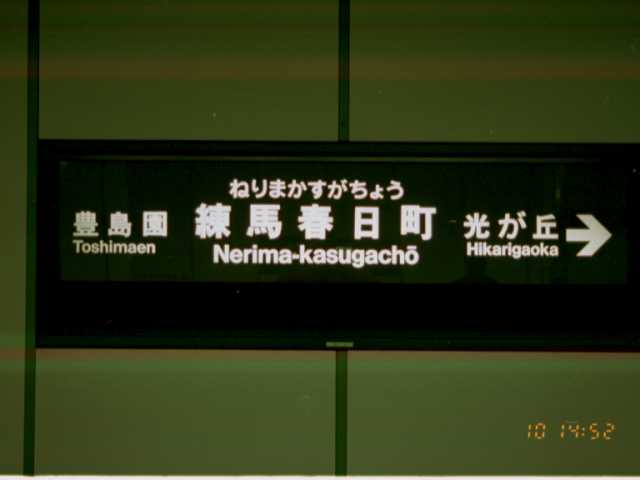 ねりまかすがちょう
豊島園 練馬春日町 光が丘
Toshimaen Nerima-kasugachō Hikarigaoka
10 14:52